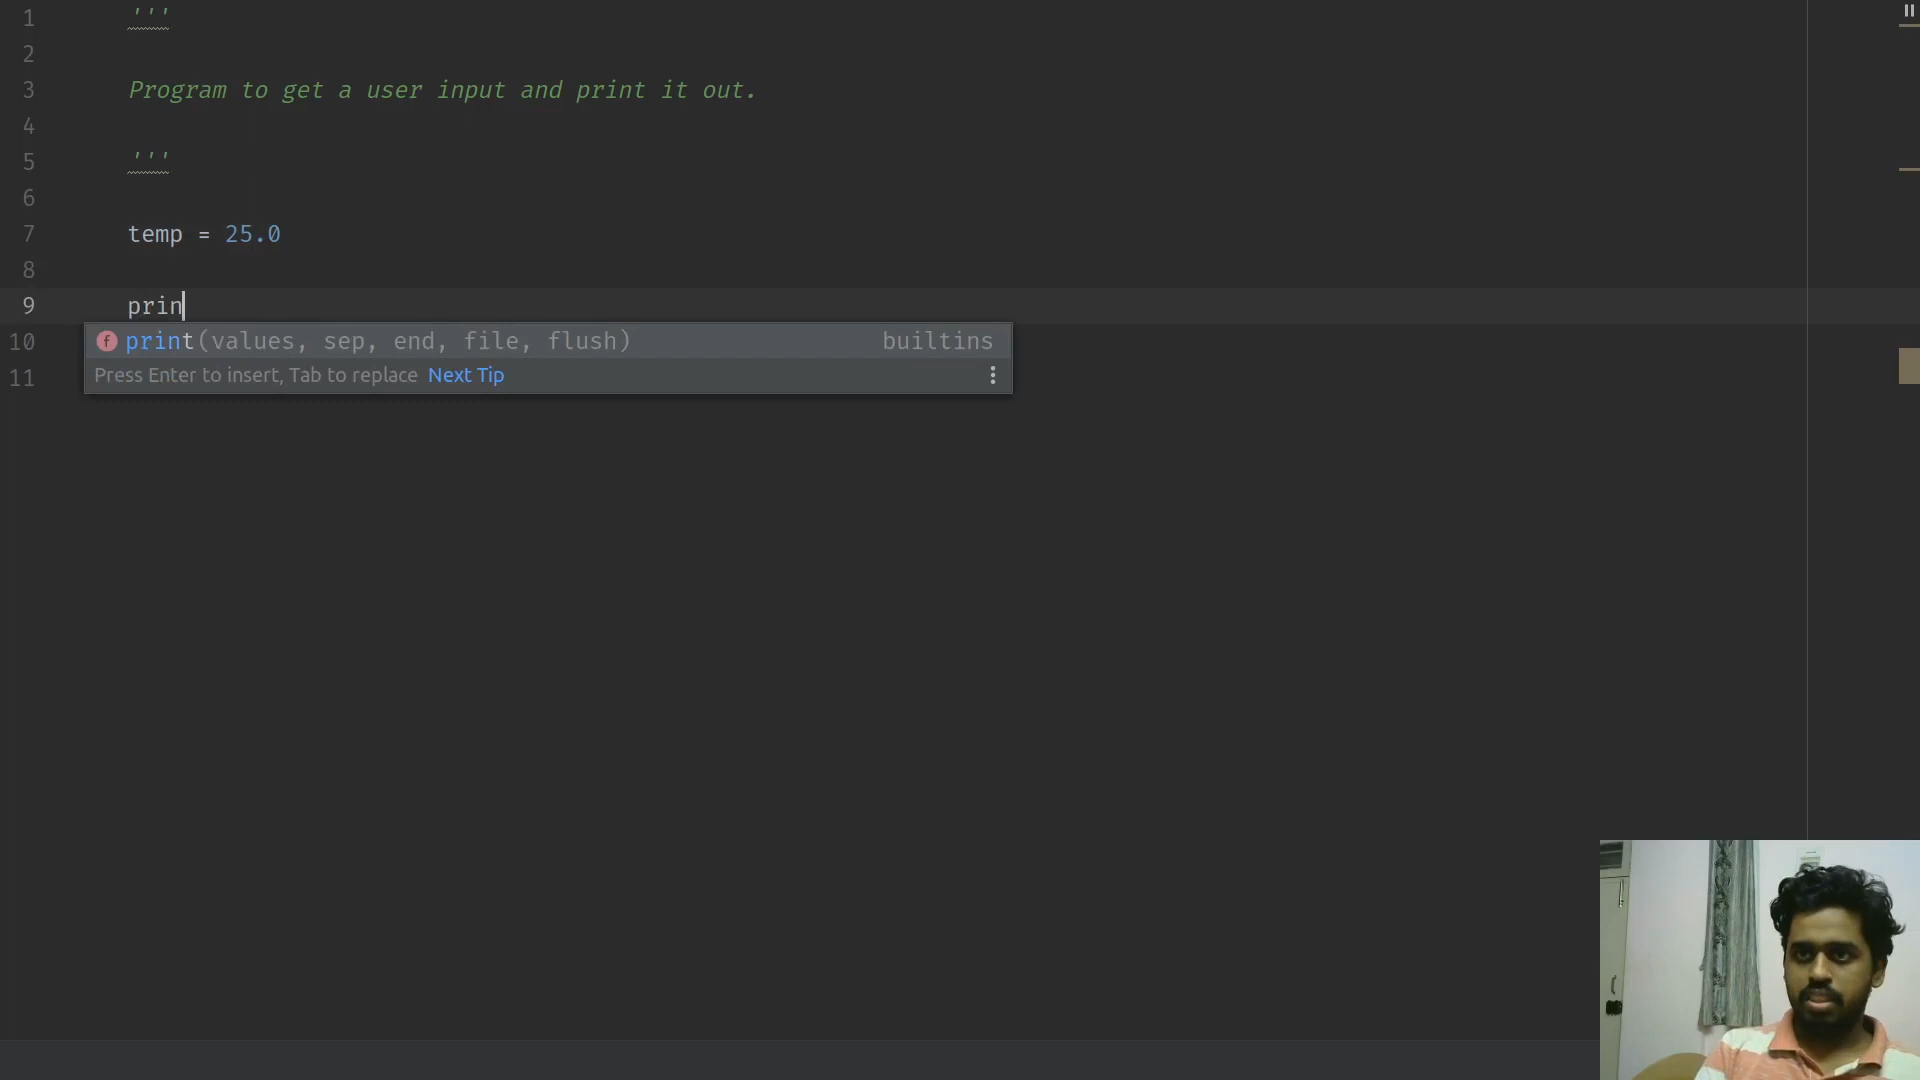 1 '''
2
3 Program to get a user input and print it out.
4
5 '''
6
7 temp = 25.0
8
9 prin
10 print(values, sep, end, file, flush) builtins
Press Enter to insert, Tab to replace Next Tip
11